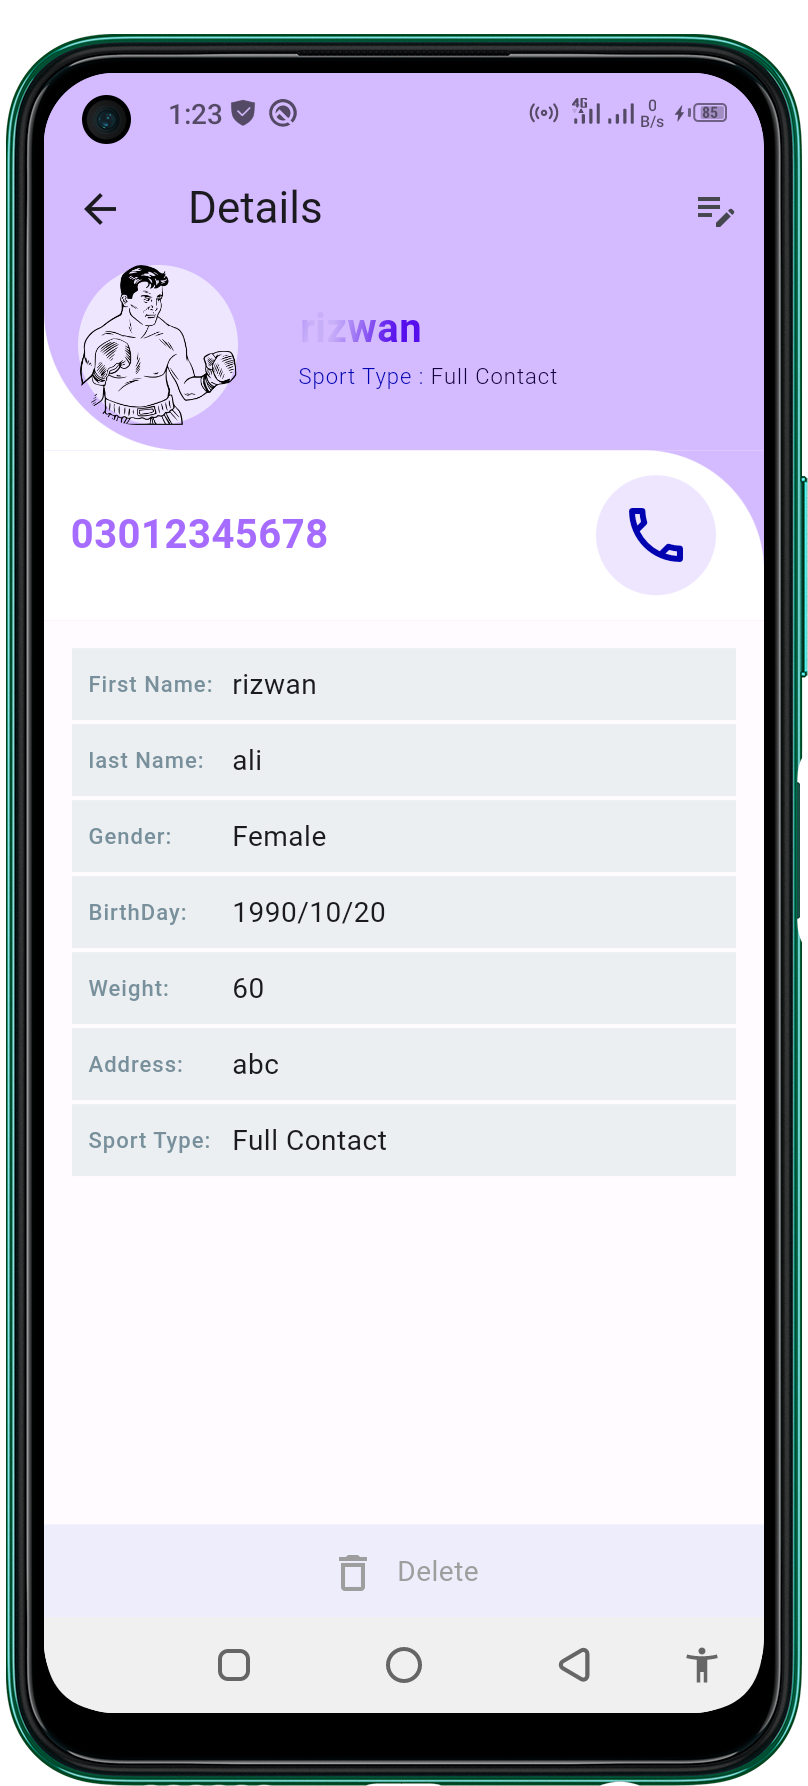 1:23 4G 0 B/s 85
Details
rizwan
Sport Type : Full Contact
03012345678
First Name: rizwan
last Name: ali
Gender: Female
BirthDay: 1990/10/20
Weight: 60
Address: abc
Sport Type: Full Contact
Delete